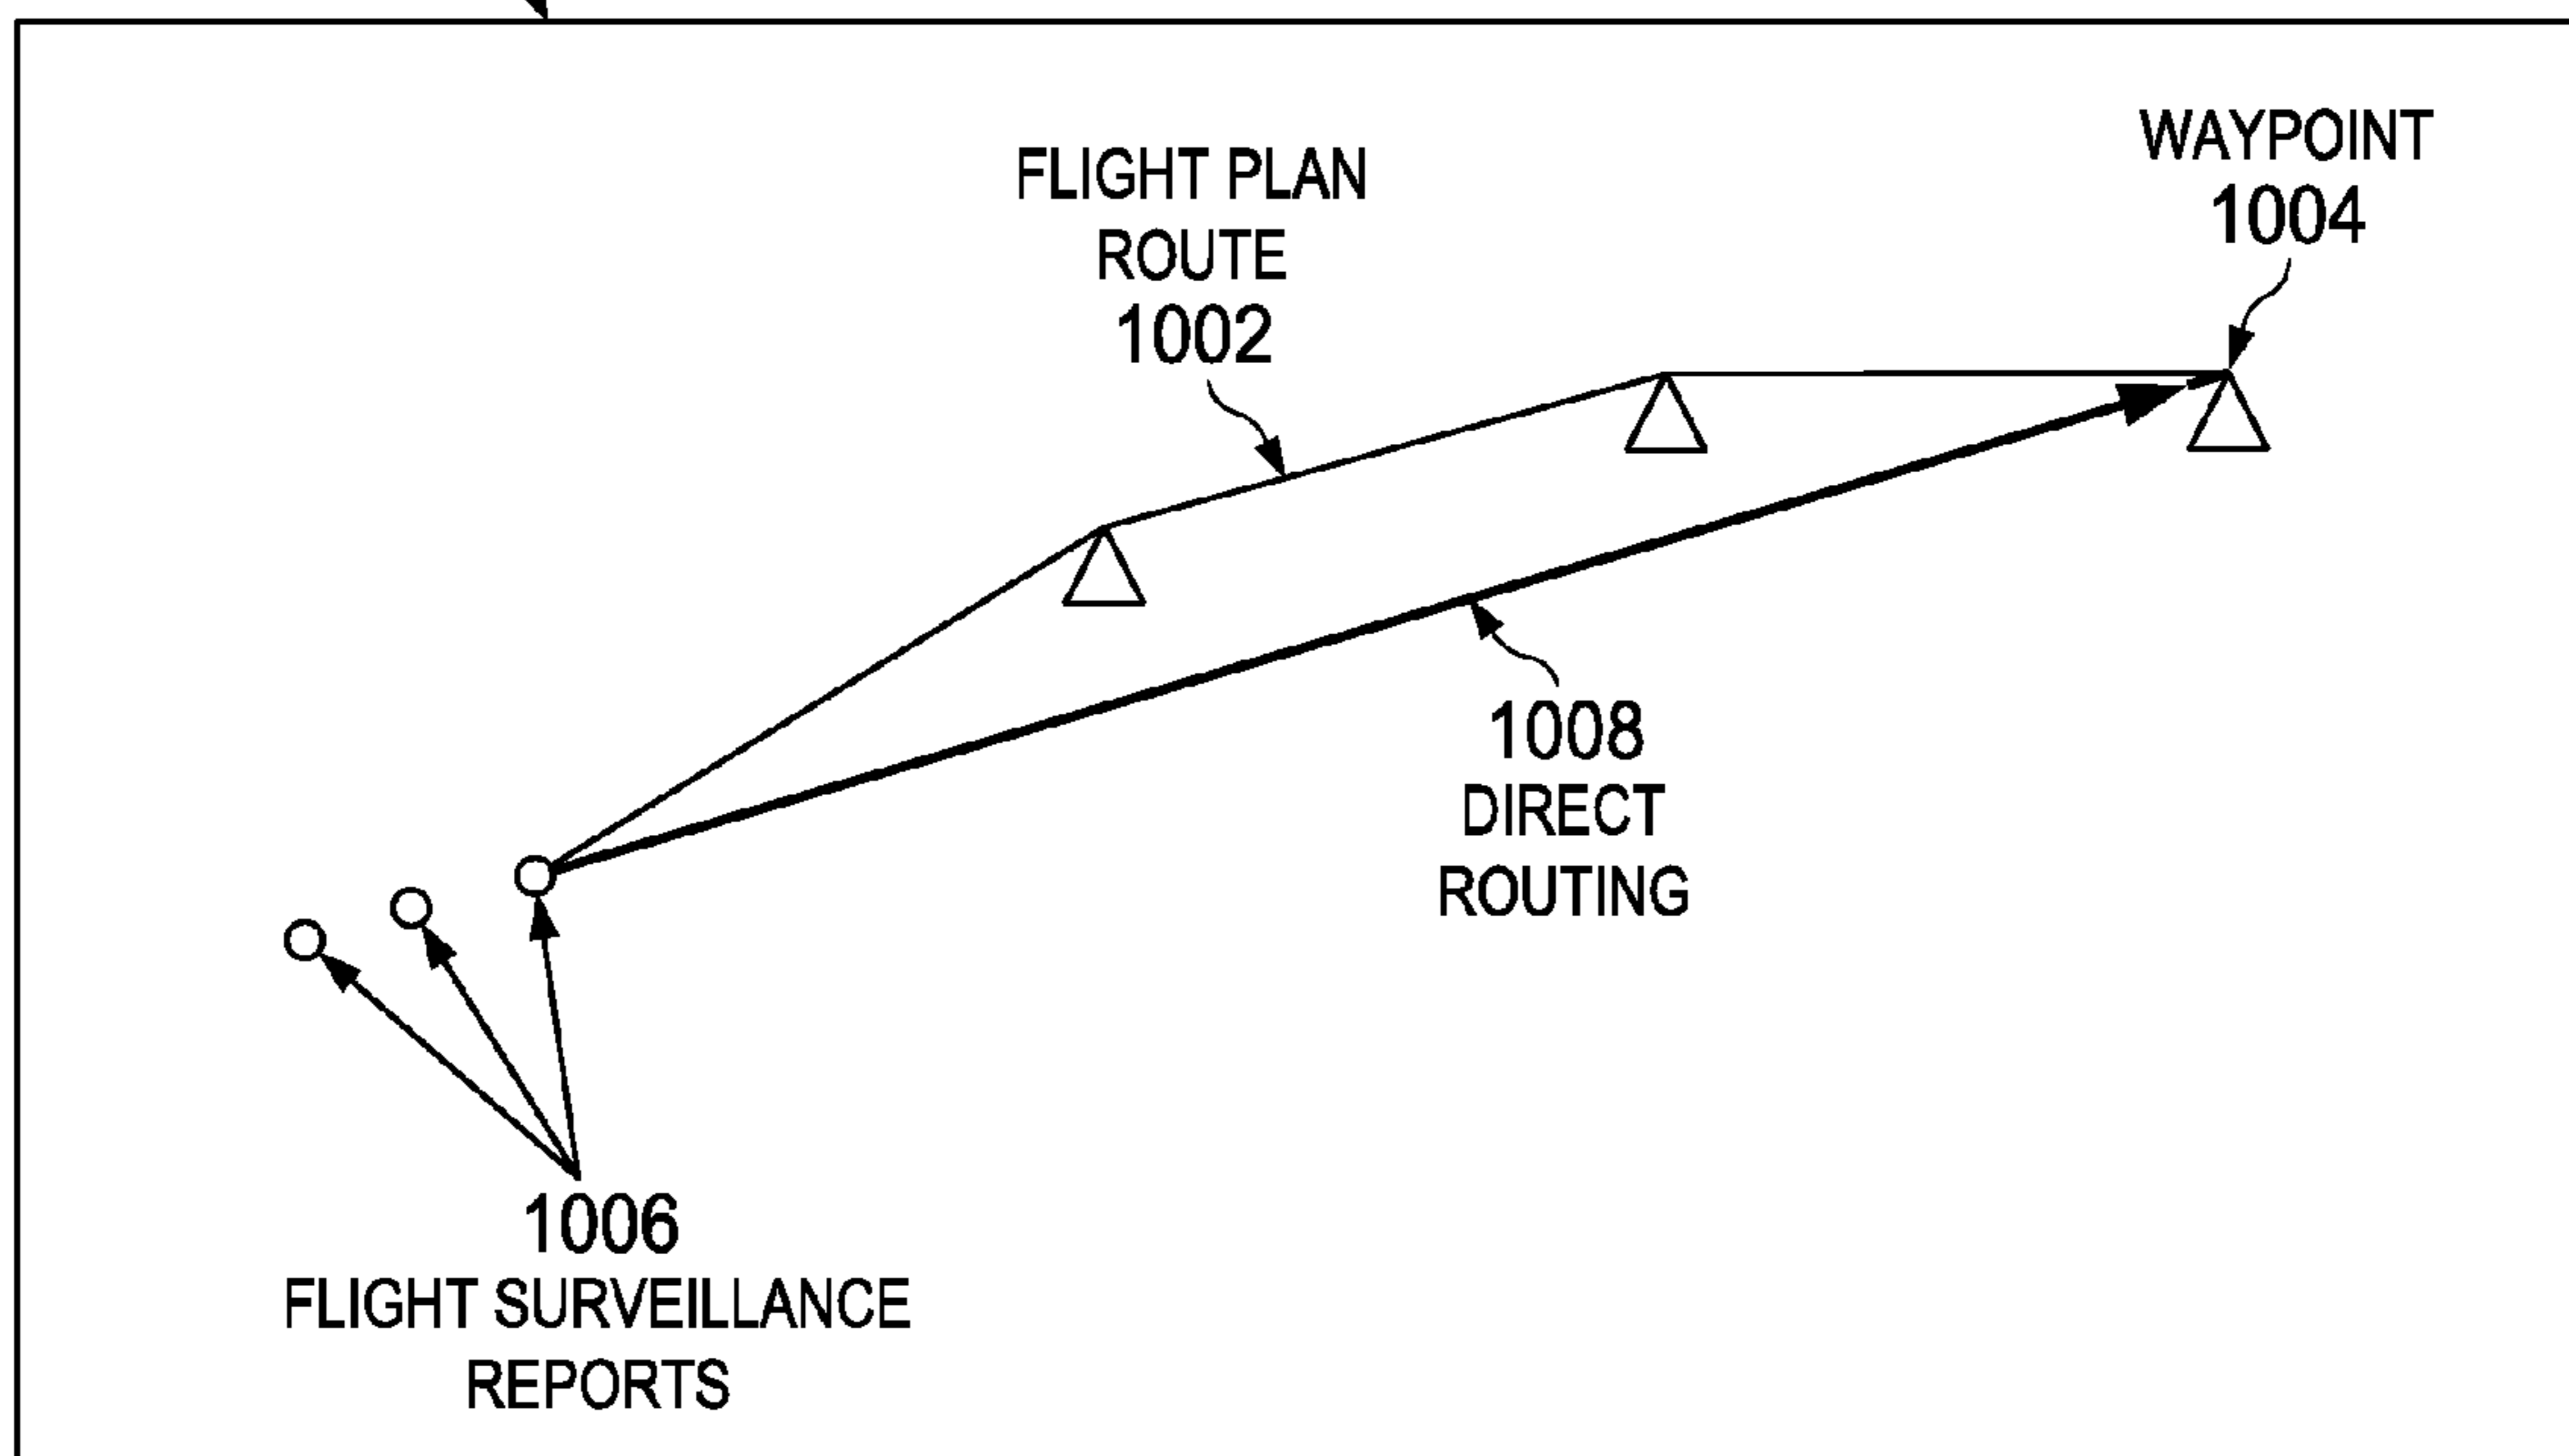 FLIGHT PLAN
ROUTE
1002
WAYPOINT
1004
1008
DIRECT
ROUTING
1006
FLIGHT SURVEILLANCE
REPORTS